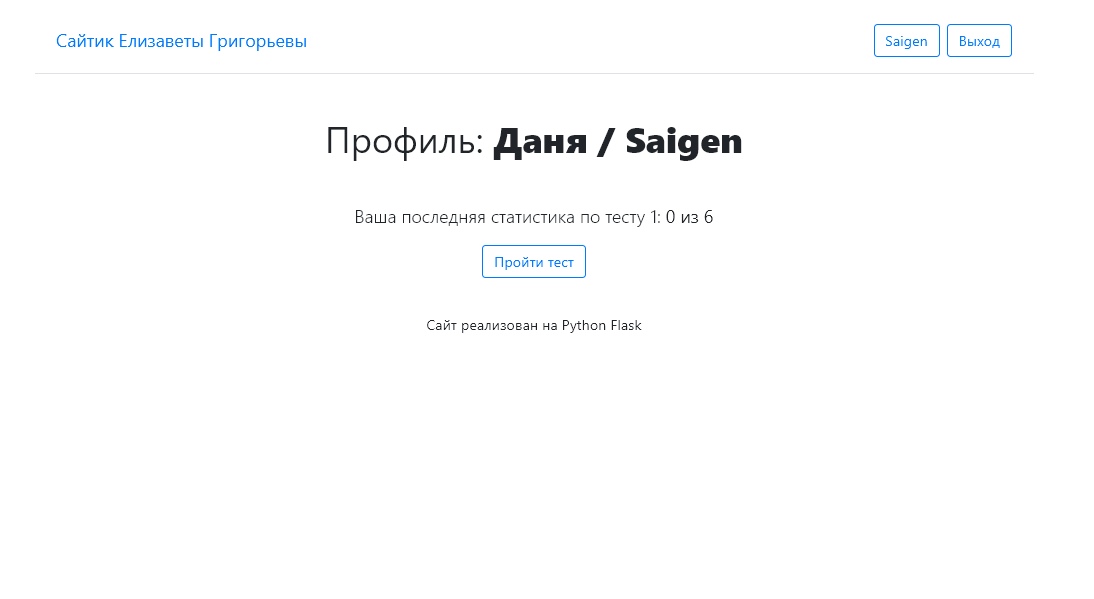 Сайтик Елизаветы Григорьевы
Saigen
Выход
Профиль: Даня / Saigen
Ваша последняя статистика по тесту 1: 0 из 6
Пройти тест
Сайт реализован на Python Flask